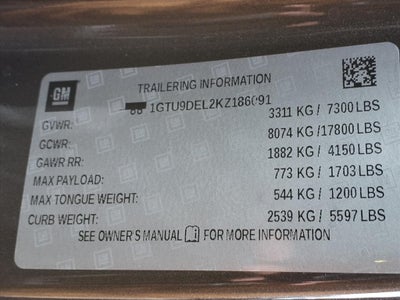 GM
TRAILERING INFORMATION
1GTU9DEL2KZ186091
GVWR: 3311 KG / 7300 LBS
GCWR: 8074 KG /17800 LBS
GAWR RR: 1882 KG / 4150 LBS
MAX PAYLOAD: 773 KG / 1703 LBS
MAX TONGUE WEIGHT: 544 KG / 1200 LBS
CURB WEIGHT: 2539 KG / 5597 LBS
SEE OWNER'S MANUAL FOR MORE INFORMATION